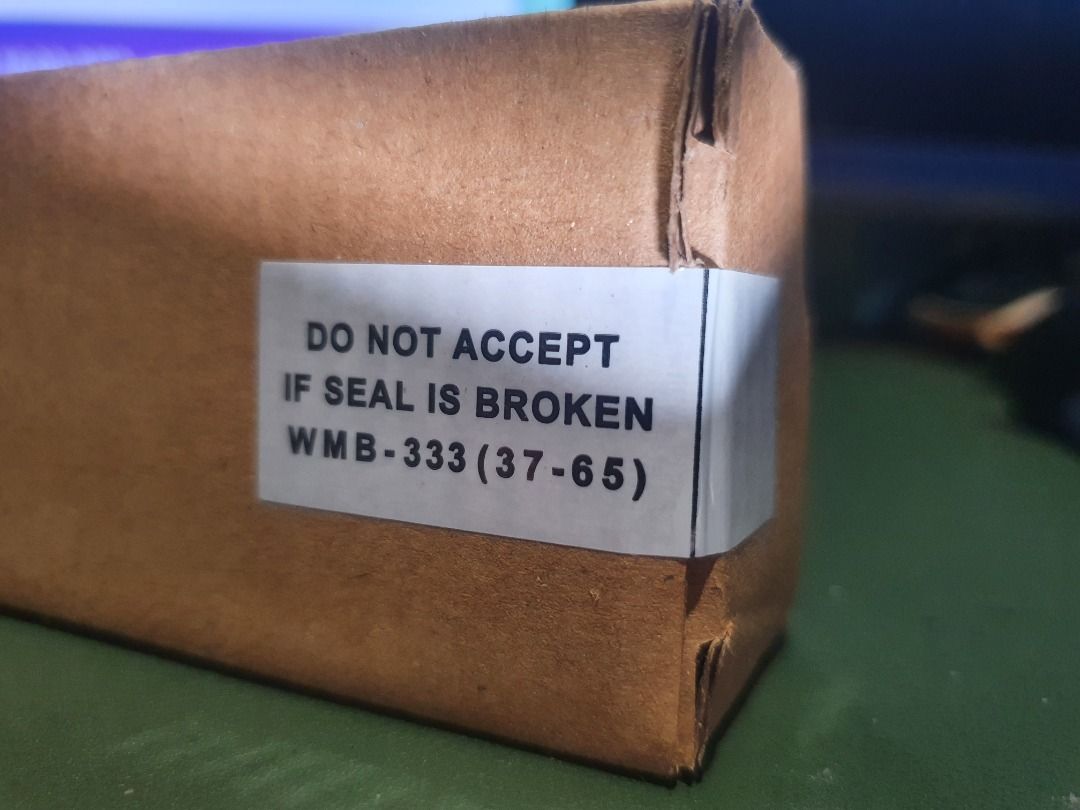 DO NOT ACCEPT
IF SEAL IS BROKEN
WMB-333(37-65)